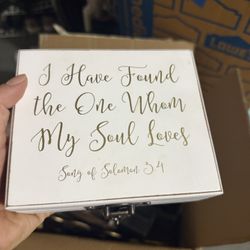 I Have Found
the One Whom
My Soul Loves
Song of Solomon 3:4